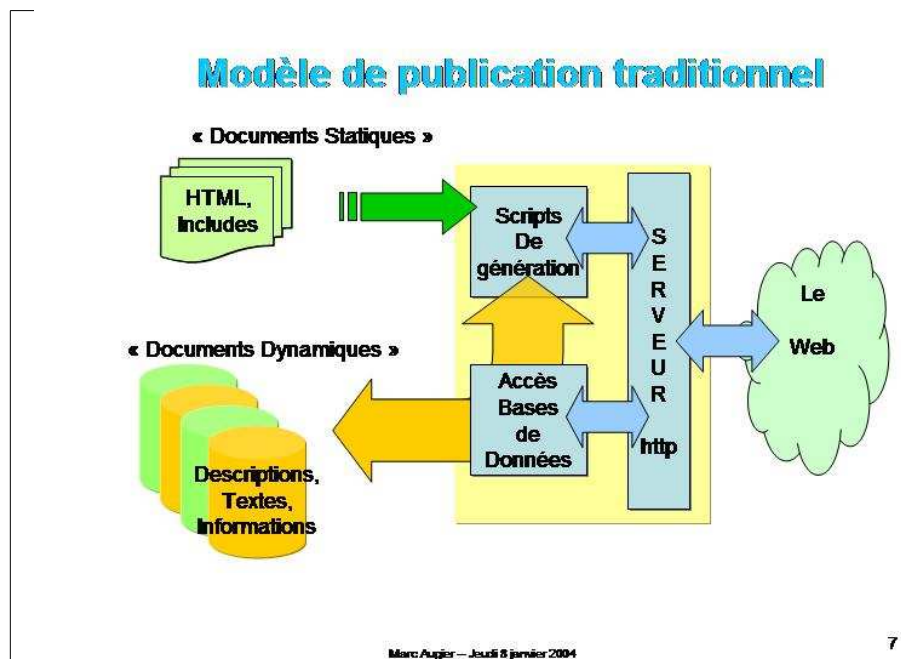 Modèle de publication traditionnel
« Documents Statiques »
HTML,
Includes
Scripts
De
génération
S
E
R
V
E
U
R
http
Le
Web
« Documents Dynamiques »
Accès
Bases
de
Données
Descriptions,
Textes,
Informations
Marc Augier – Jeudi 8 janvier 2004
7